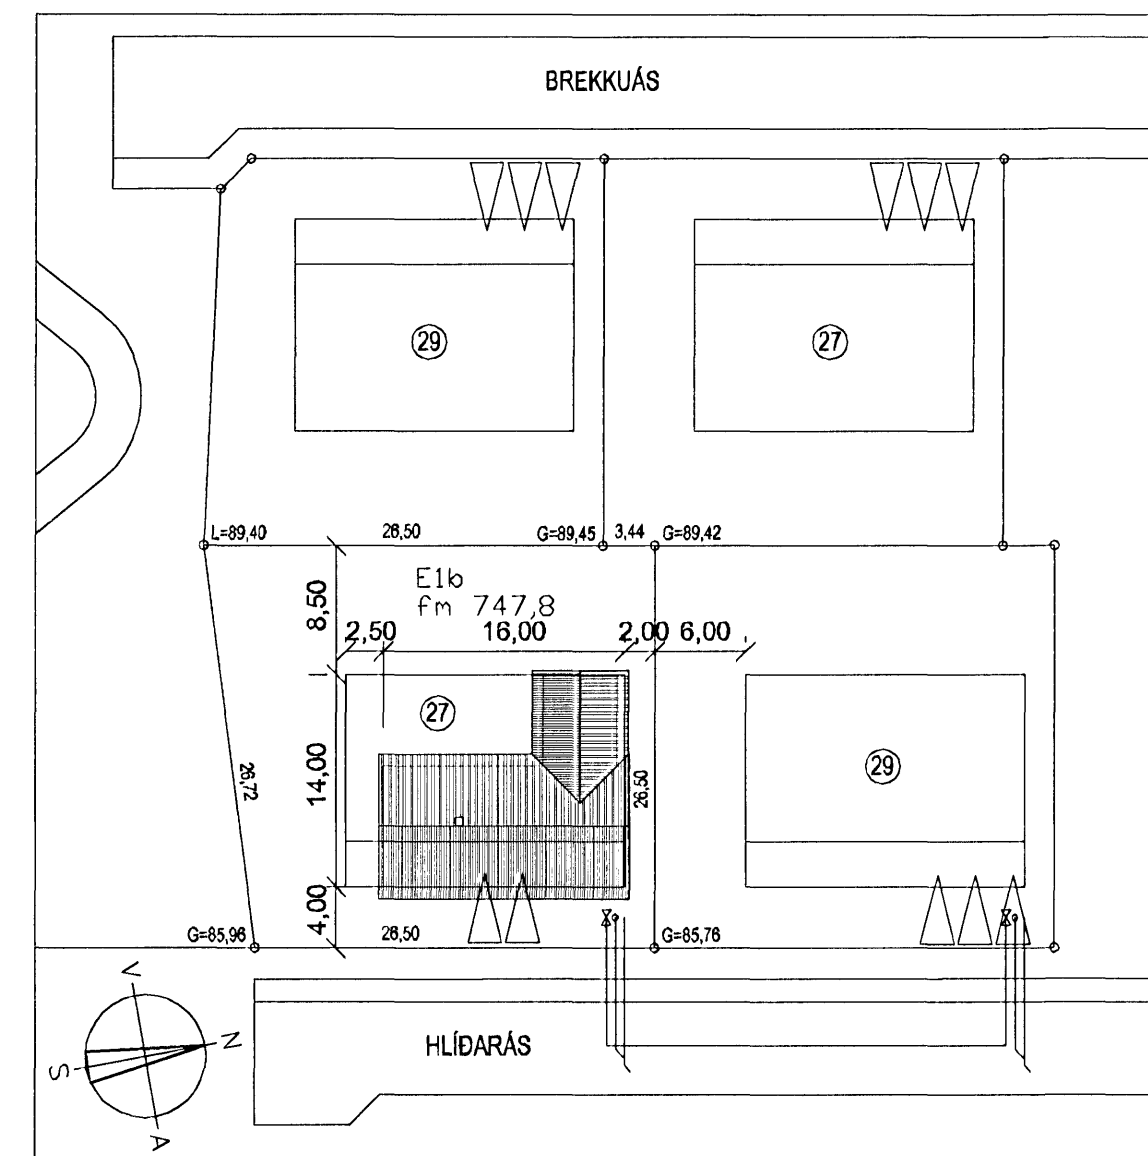 BREKKUÁS
29
27
L=89,40
26,50
G=89,45
3,44
G=89,42
E1b
fm 747,8
8,50
2,50
16,00
2,00
6,00
27
14,00
26,72
26,50
29
4,00
G=85,96
26,50
G=85,76
HLÍÐARÁS
V
N
S
A